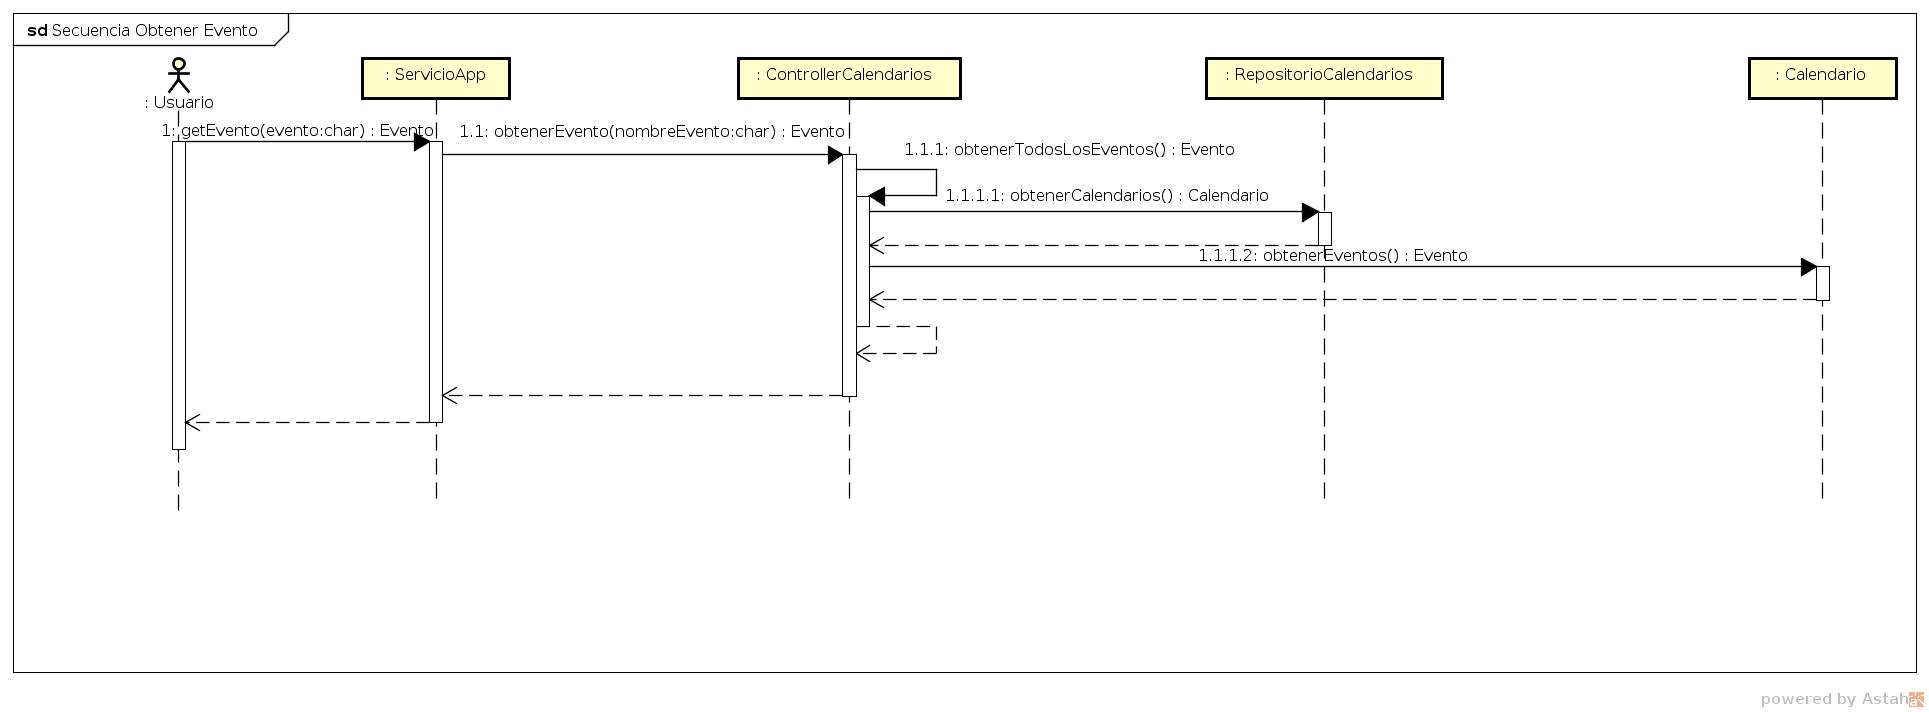 sd Secuencia Obtener Evento
: Usuario
: ServicioApp
: ControllerCalendarios
: RepositorioCalendarios
: Calendario
1: getEvento(evento:char) : Evento
1.1: obtenerEvento(nombreEvento:char) : Evento
1.1.1: obtenerTodosLosEventos() : Evento
1.1.1.1: obtenerCalendarios() : Calendario
1.1.1.2: obtenerEventos() : Evento
powered by Astah